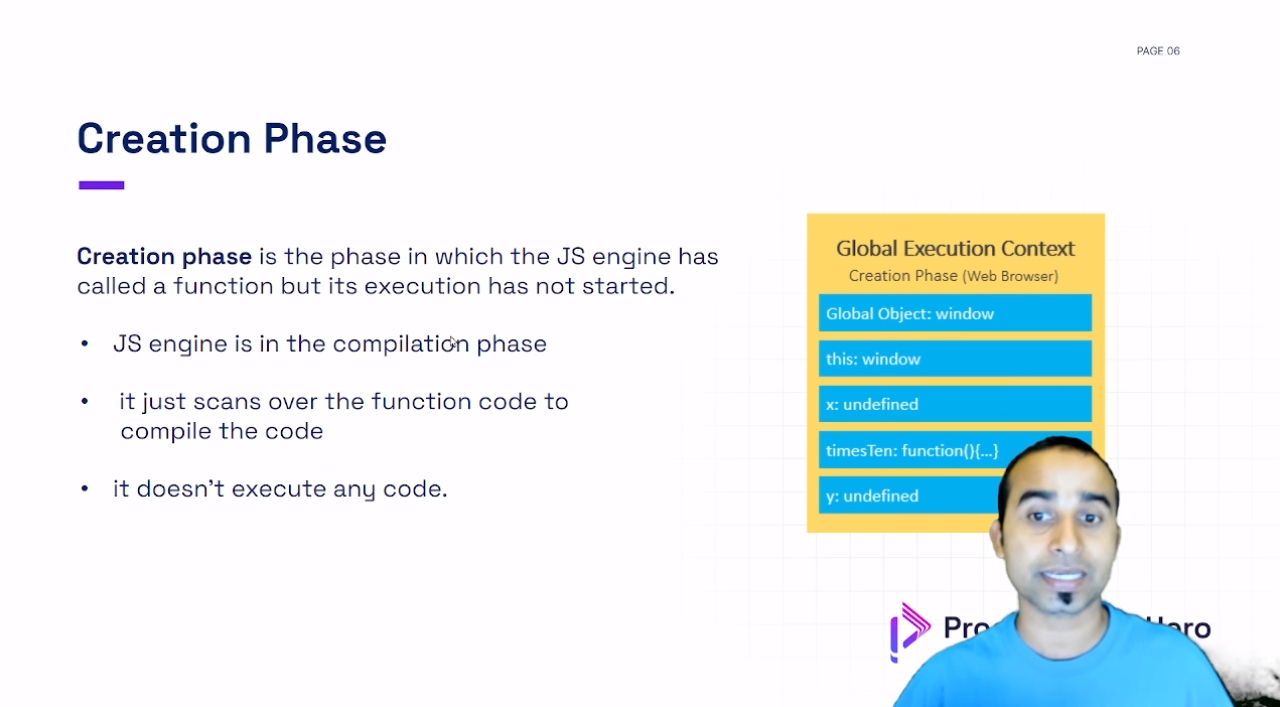 PAGE 06
Creation Phase
Creation phase is the phase in which the JS engine has
called a function but its execution has not started.
• JS engine is in the compilation phase
• it just scans over the function code to
compile the code
• it doesn't execute any code.
Global Execution Context
Creation Phase (Web Browser)
Global Object: window
this: window
x: undefined
timesTen: function(){...}
y: undefined